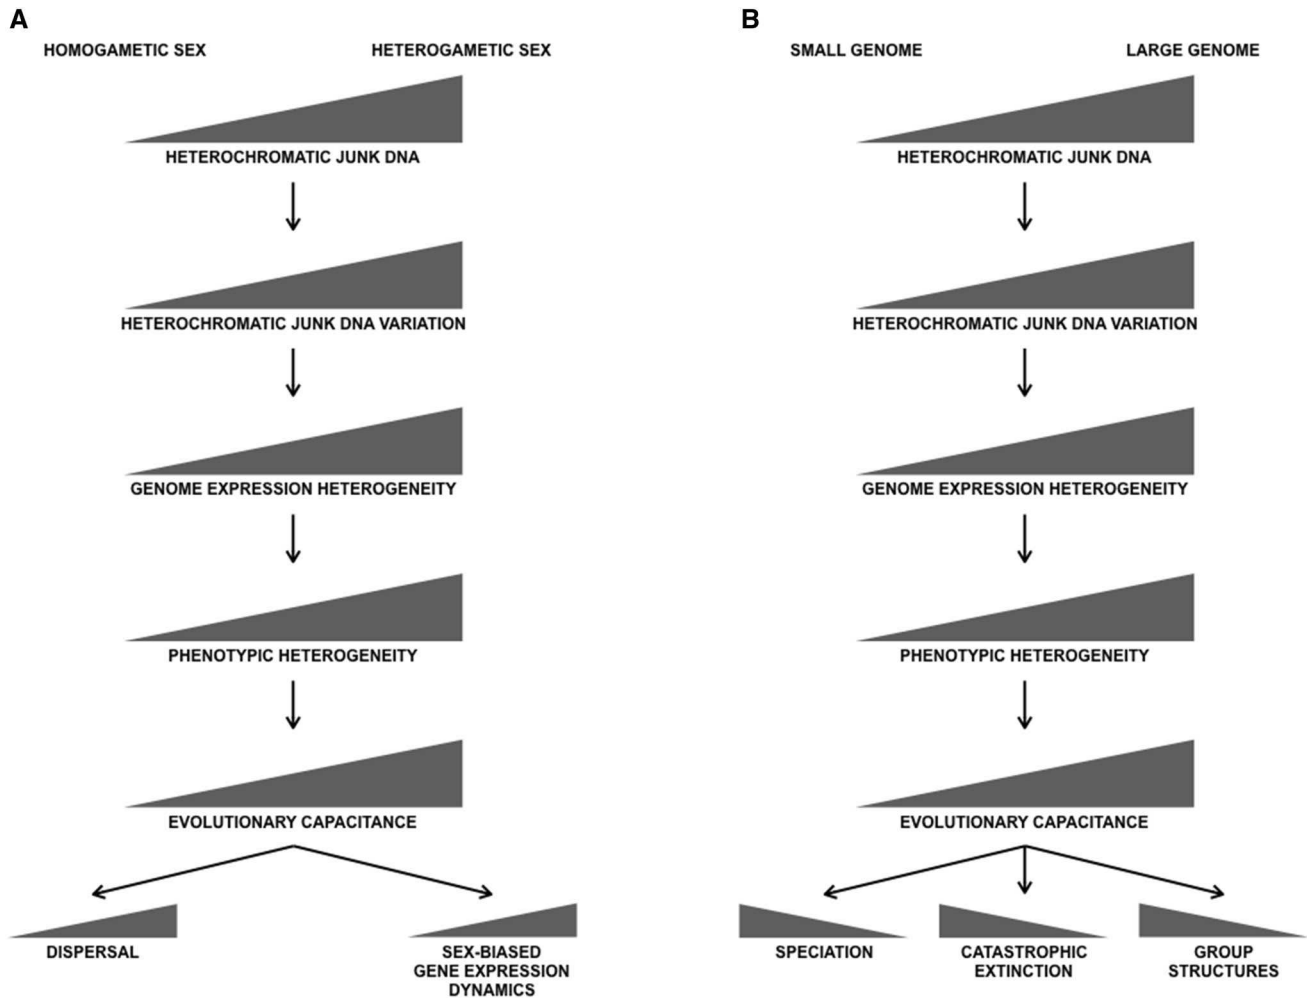 A
HOMOGAMETIC SEX
HETEROGAMETIC SEX
HETEROCHROMATIC JUNK DNA
HETEROCHROMATIC JUNK DNA VARIATION
GENOME EXPRESSION HETEROGENEITY
PHENOTYPIC HETEROGENEITY
EVOLUTIONARY CAPACITANCE
DISPERSAL
SEX-BIASED
GENE EXPRESSION
DYNAMICS
B
SMALL GENOME
LARGE GENOME
HETEROCHROMATIC JUNK DNA
HETEROCHROMATIC JUNK DNA VARIATION
GENOME EXPRESSION HETEROGENEITY
PHENOTYPIC HETEROGENEITY
EVOLUTIONARY CAPACITANCE
SPECIATION
CATASTROPHIC
EXTINCTION
GROUP
STRUCTURES